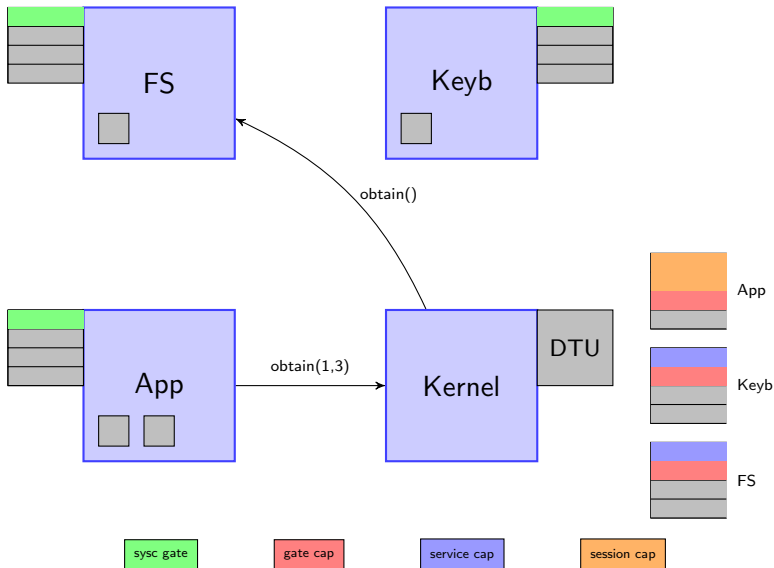 FS
Keyb
obtain()
App
App
obtain(1,3)
Kernel
DTU
Keyb
FS
sysc gate
gate cap
service cap
session cap